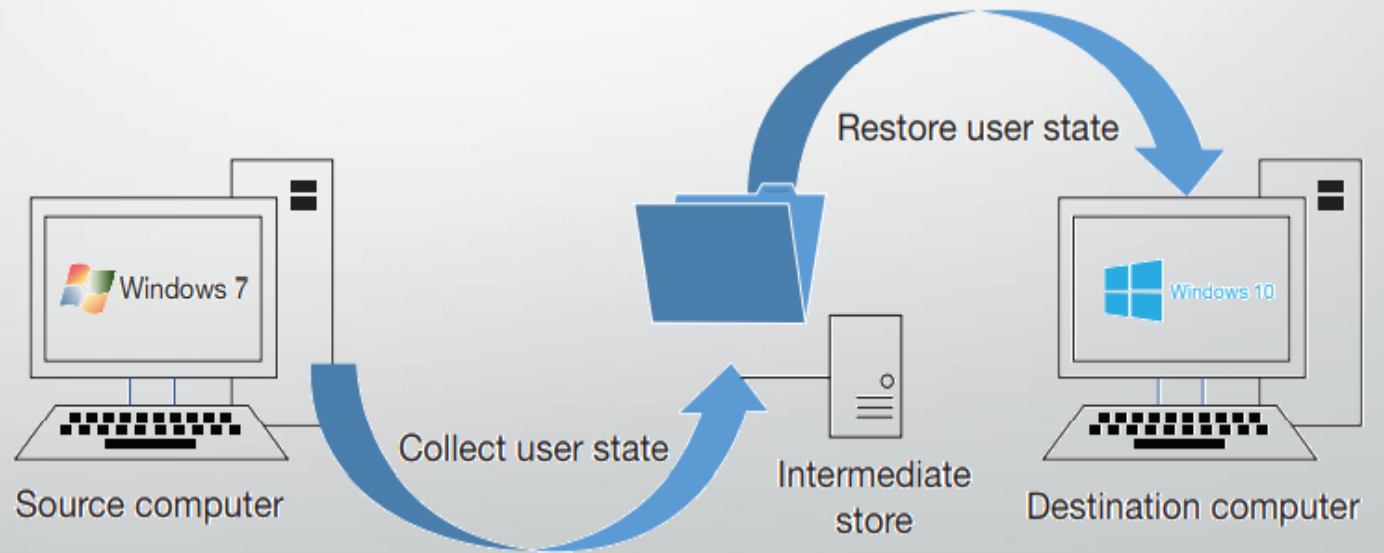 Restore user state
Windows 7
Windows 10
Collect user state
Intermediate
store
Source computer
Destination computer